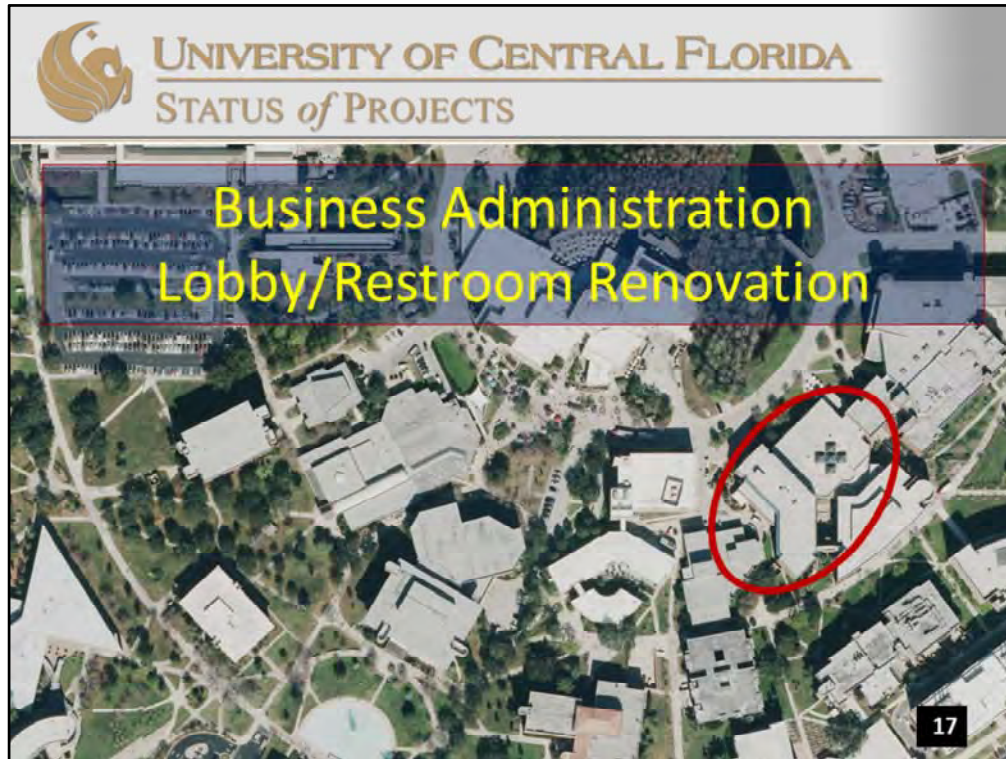 UNIVERSITY OF CENTRAL FLORIDA
STATUS of PROJECTS
Business Administration
Lobby/Restroom Renovation
17